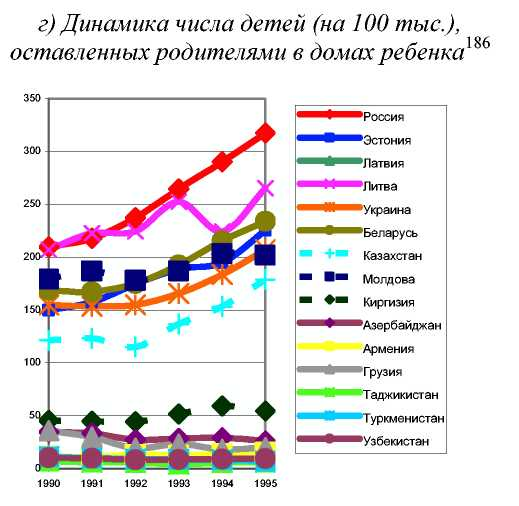 г) Динамика числа детей (на 100 тыс.),
оставленных родителями в домах ребенка186
350
300
250
200
150
100
50
0
1990 1991 1992 1993 1994 1995
Россия
Эстония
Латвия
Литва
Украина
Беларусь
Казахстан
Молдова
Киргизия
Азербайджан
Армения
Грузия
Таджикистан
Туркменистан
Узбекистан